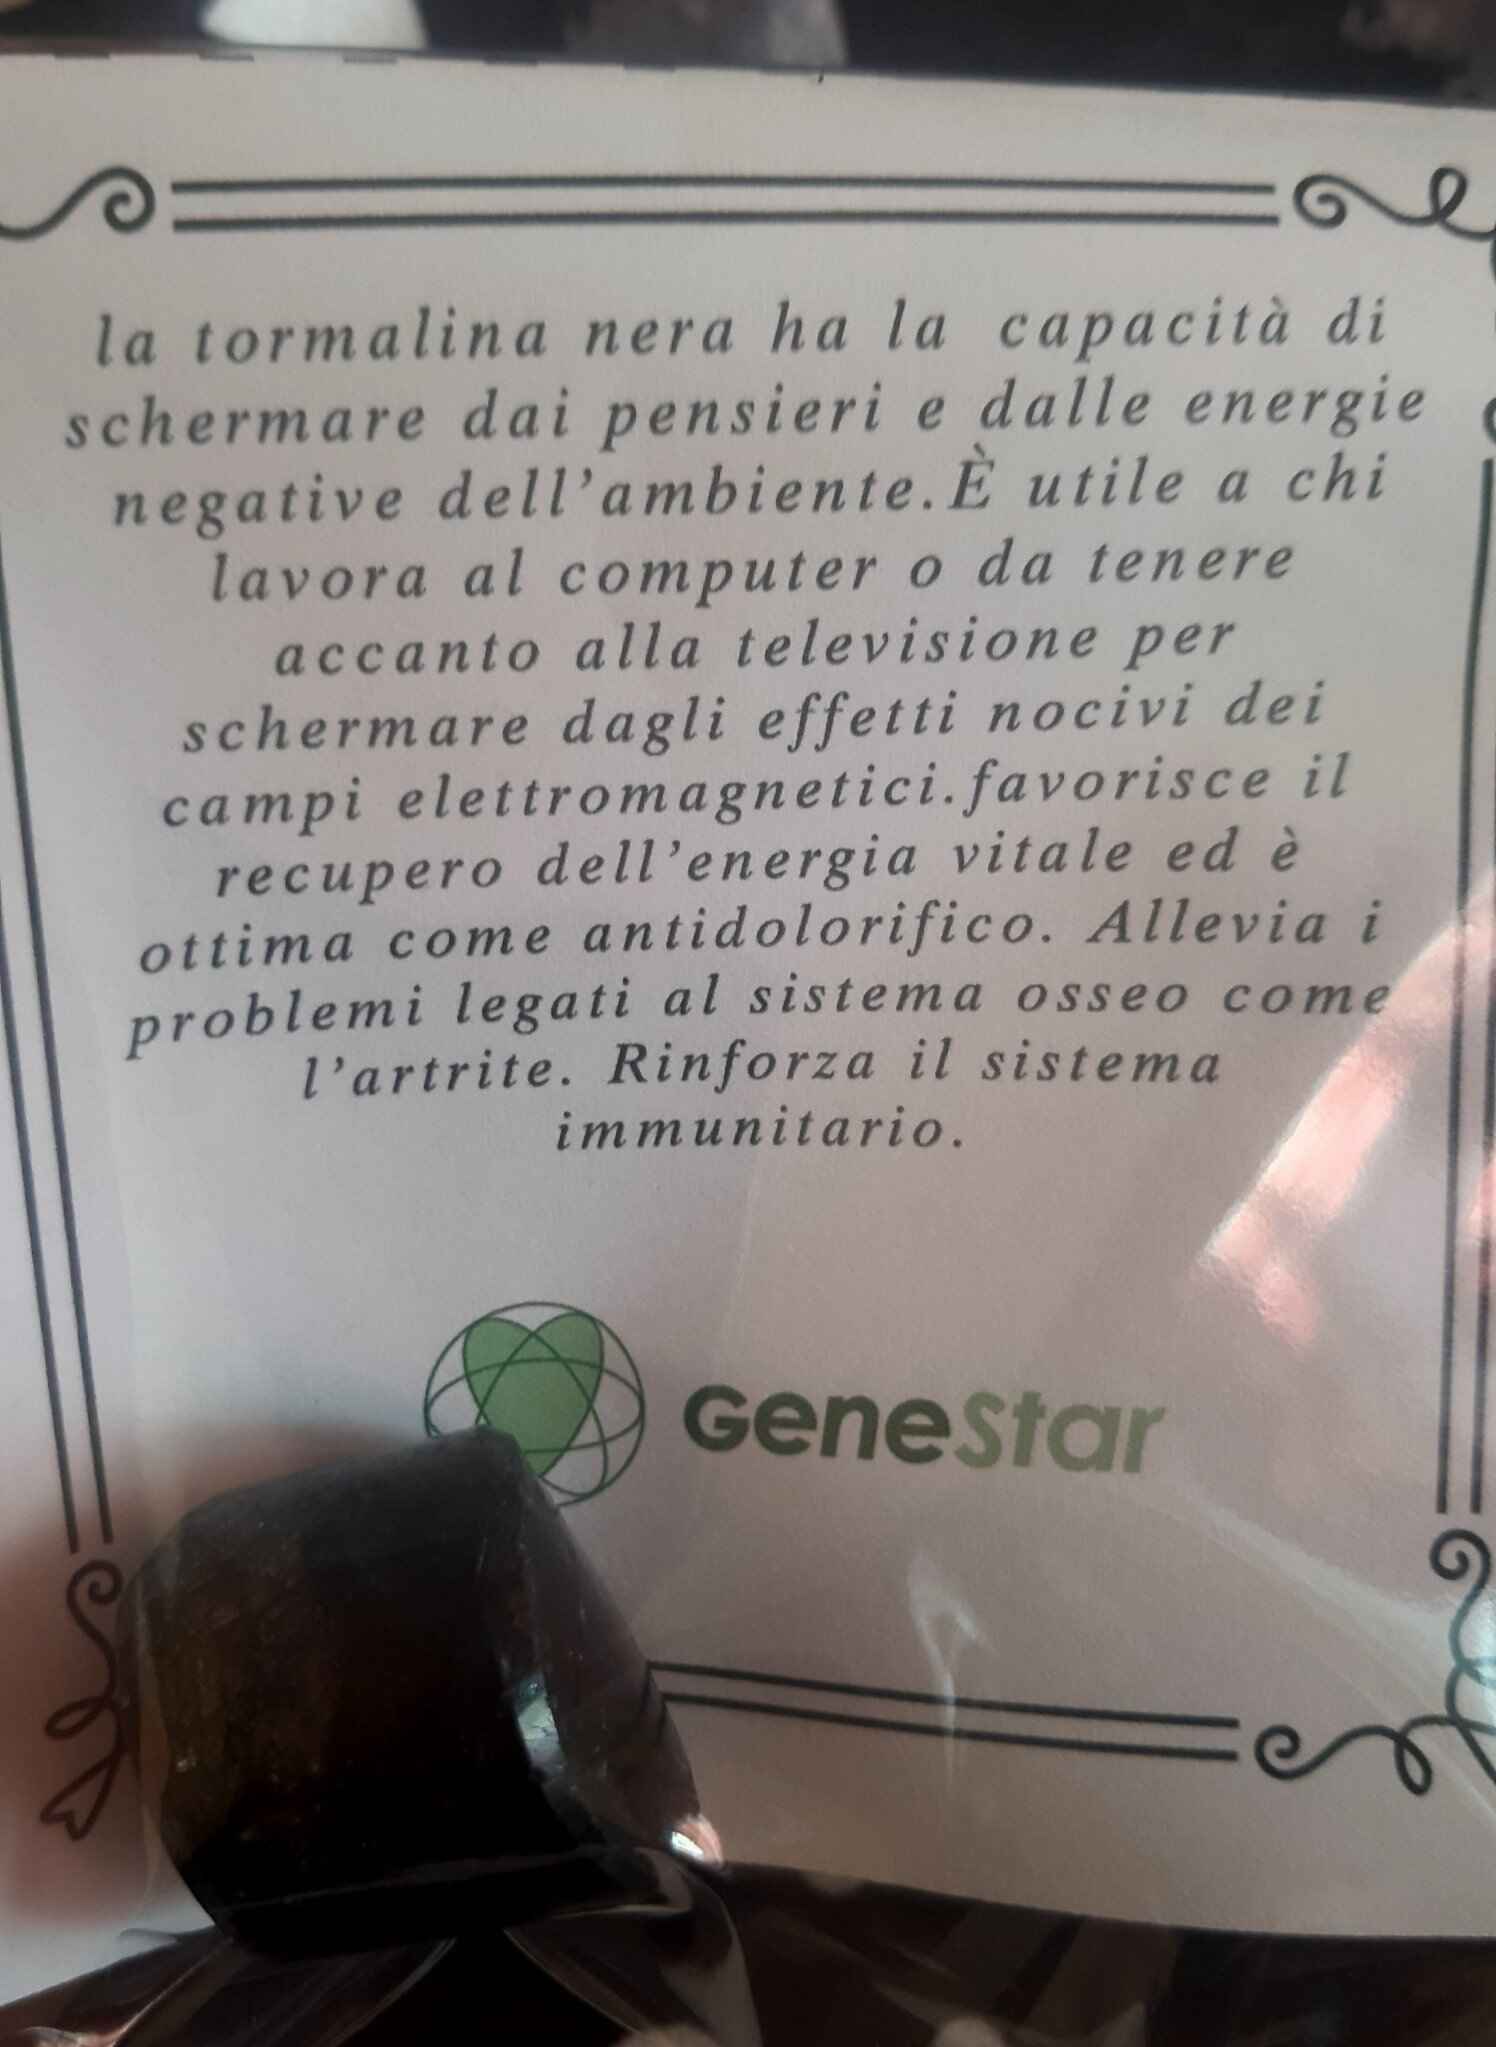 la tormalina nera ha la capacità di
schermare dai pensieri e dalle energie
negative dell'ambiente.È utile a chi
lavora al computer o da tenere
accanto alla televisione per
schermare dagli effetti nocivi dei
campi elettromagnetici.favorisce il
recupero dell'energia vitale ed è
ottima come antidolorifico. Allevia i
problemi legati al sistema osseo come
l'artrite. Rinforza il sistema
immunitario.
GeneStar